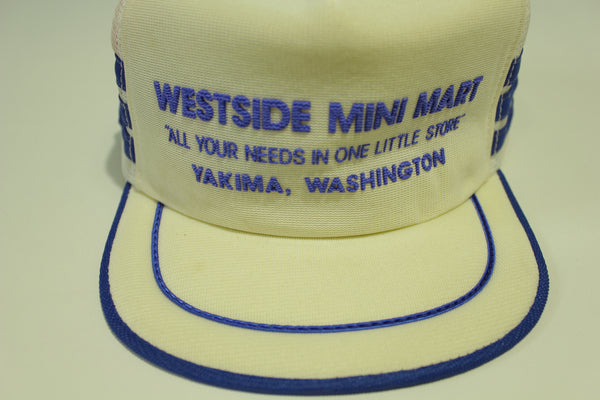 WESTSIDE MINI MART
"ALL YOUR NEEDS IN ONE LITTLE STORE"
YAKIMA, WASHINGTON